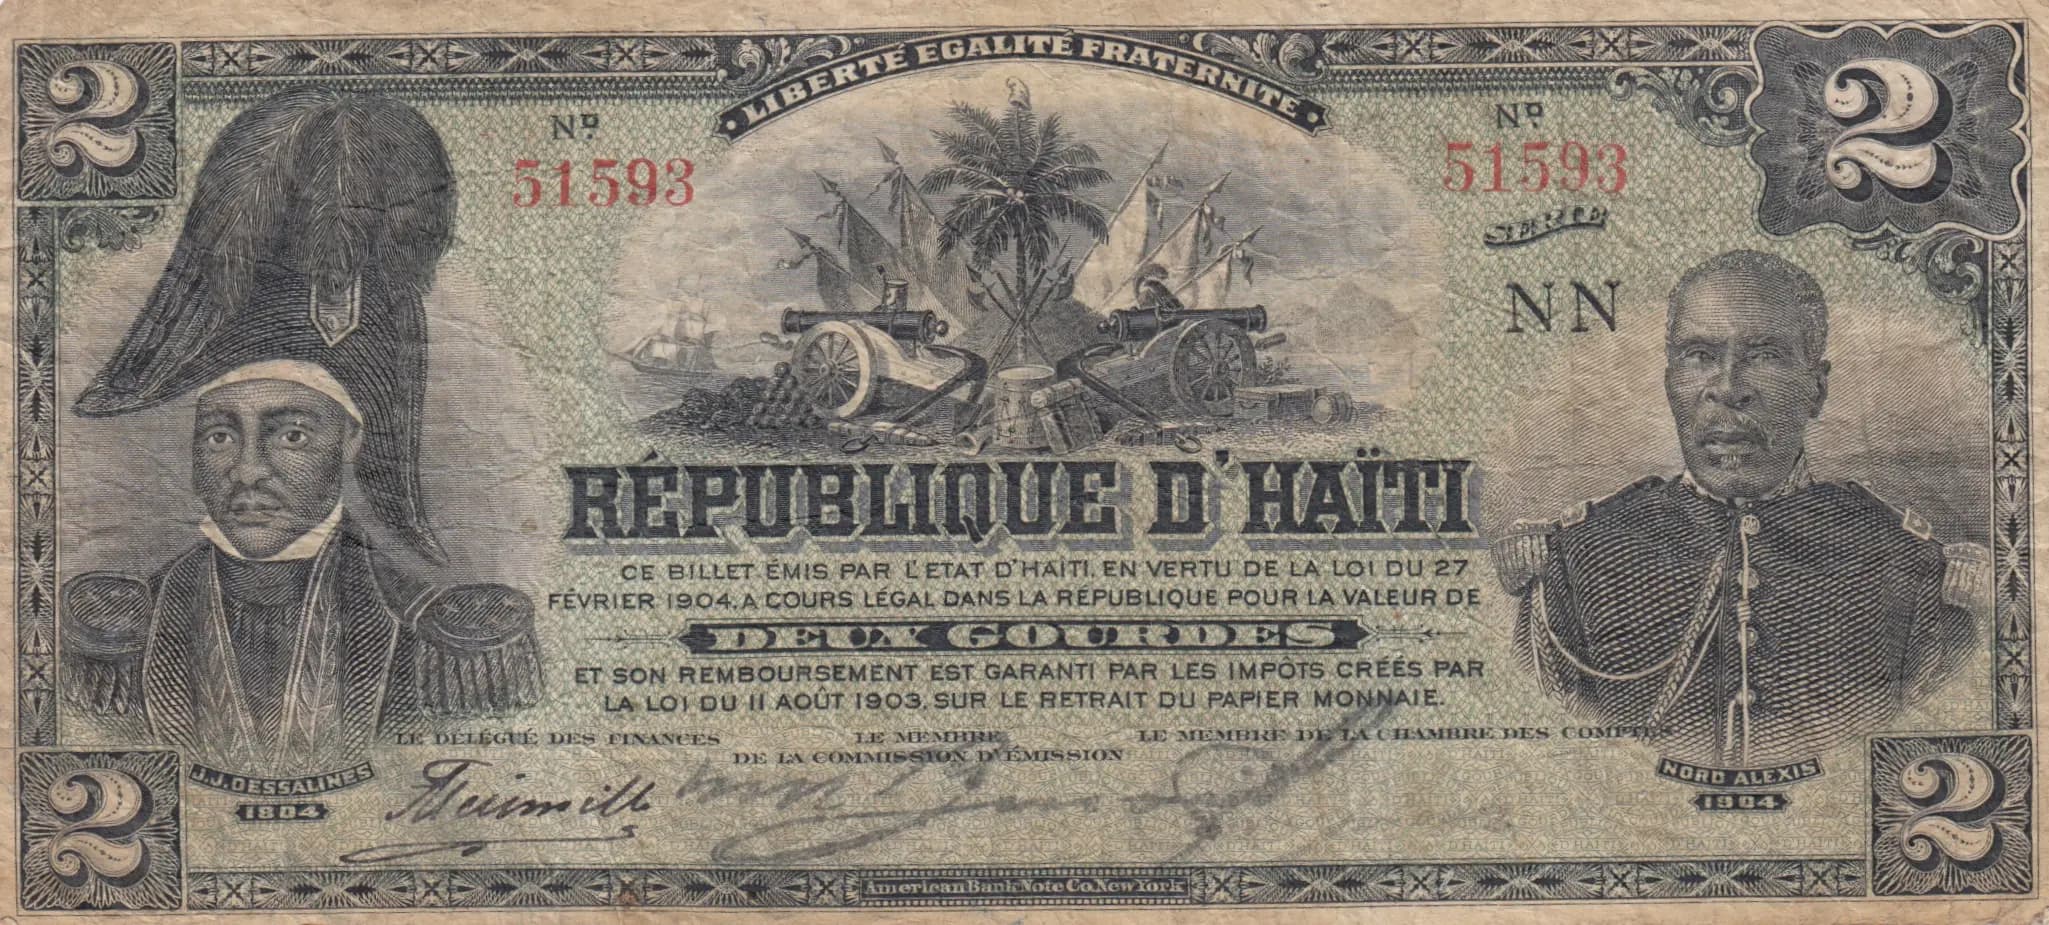 2
LIBERTÉ EGALITÉ FRATERNITE
2
Nº
51593
Nº
51593
NN
RÉPUBLIQUE D'HAÏTI
CE BILLET ÉMIS PAR L'ETAT D'HAÏTI, EN VERTU DE LA LOI DU 27
FÉVRIER 1904, A COURS LÉGAL DANS LA RÉPUBLIQUE POUR LA VALEUR DE
DEUX GOURDES
ET SON REMBOURSEMENT EST GARANTI PAR LES IMPÔTS CRÉÉS PAR
LA LOI DU 11 AOÛT 1903, SUR LE RETRAIT DU PAPIER MONNAIE.
LE DÉLÉGUÉ DES FINANCES
LE MEMBRE
DE LA COMMISSION D'ÉMISSION
LE MEMBRE DE LA CHAMBRE DES COMPTES
J.J. DESSALINES
1804
NORD ALEXIS
1904
2
2
American Bank Note Co. New York